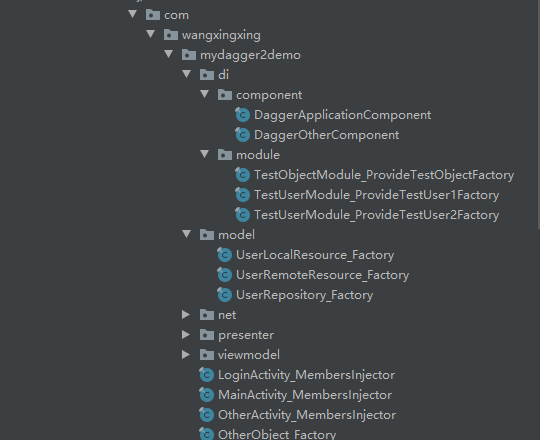 com
wangxingxing
mydagger2demo
di
component
DaggerApplicationComponent
DaggerOtherComponent
module
TestObjectModule_ProvideTestObjectFactory
TestUserModule_ProvideTestUser1Factory
TestUserModule_ProvideTestUser2Factory
model
UserLocalResource_Factory
UserRemoteResource_Factory
UserRepository_Factory
net
presenter
viewmodel
LoginActivity_MembersInjector
MainActivity_MembersInjector
OtherActivity_MembersInjector
OtherObject_Factory